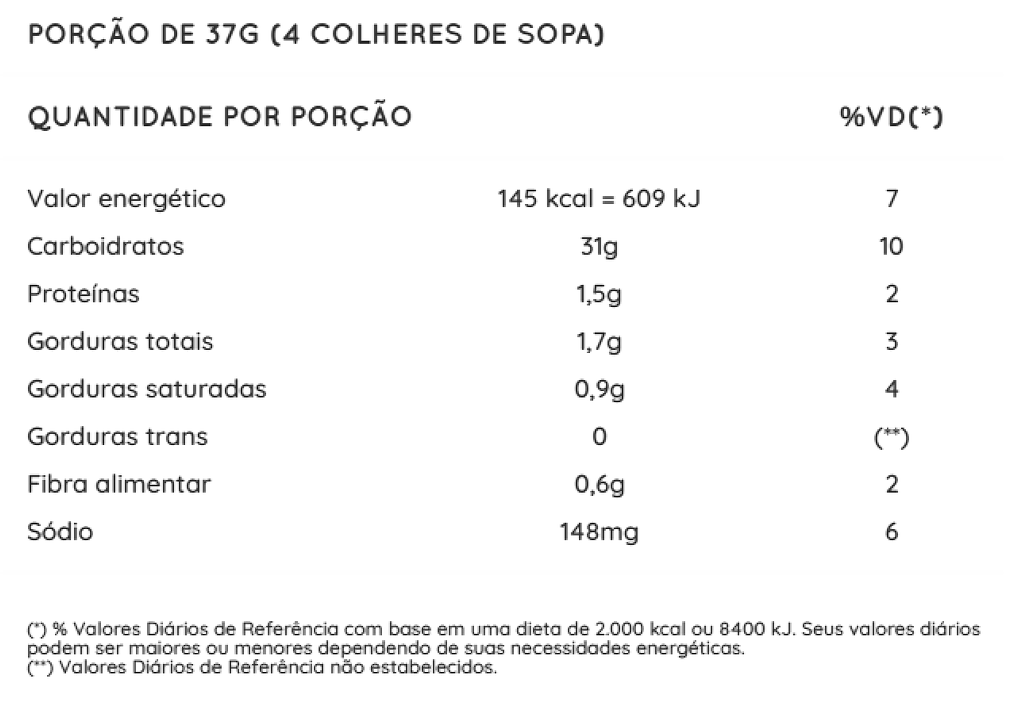 PORÇÃO DE 37G (4 COLHERES DE SOPA)
QUANTIDADE POR PORÇÃO %VD(*)
Valor energético 145 kcal = 609 kJ 7
Carboidratos 31g 10
Proteínas 1,5g 2
Gorduras totais 1,7g 3
Gorduras saturadas 0,9g 4
Gorduras trans 0 (**)
Fibra alimentar 0,6g 2
Sódio 148mg 6
(*) % Valores Diários de Referência com base em uma dieta de 2.000 kcal ou 8400 kJ. Seus valores diários
podem ser maiores ou menores dependendo de suas necessidades energéticas.
(**) Valores Diários de Referência não estabelecidos.